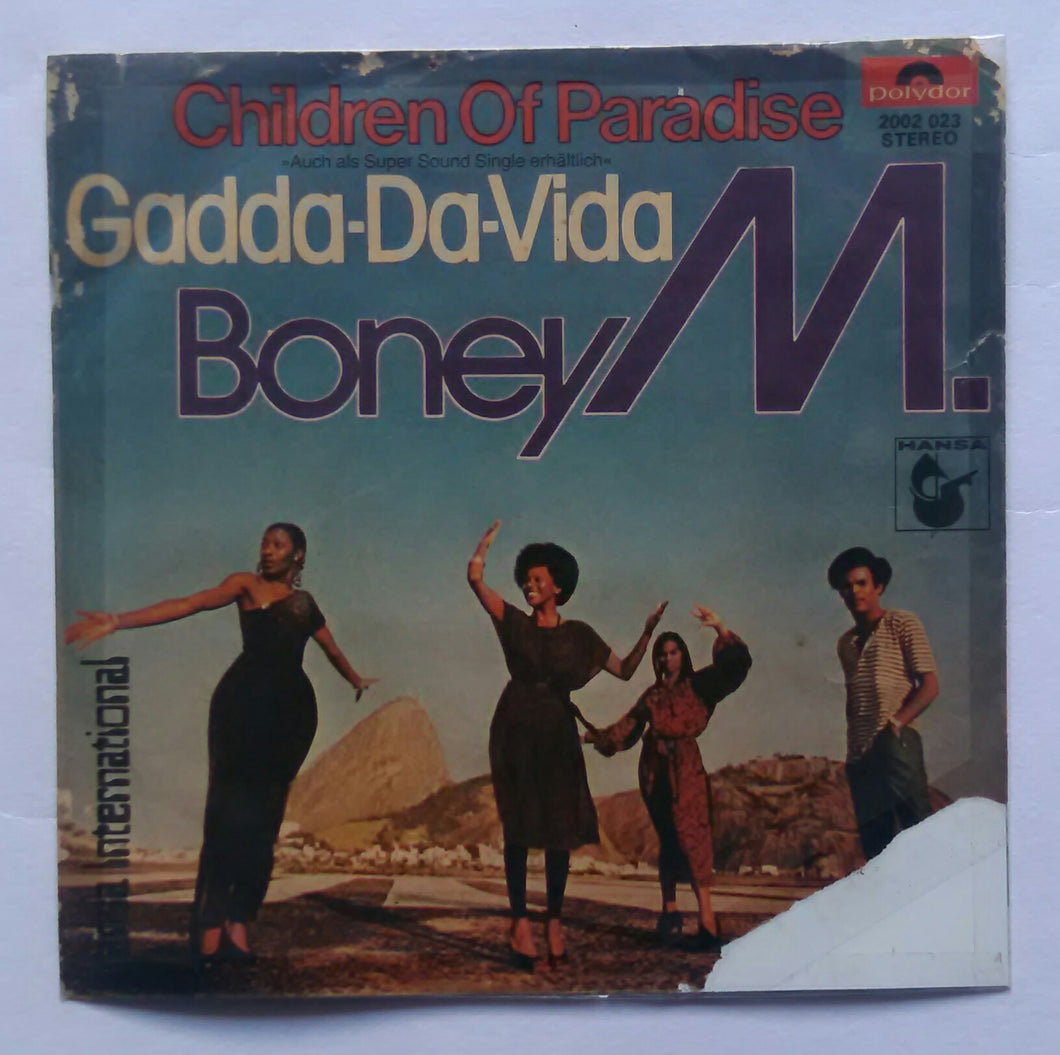 Children Of Paradise
polydor
2002 023
STEREO
»Auch als Super Sound Single erhältlich«
Gadda-Da-Vida
Boney M.
HANSA
international